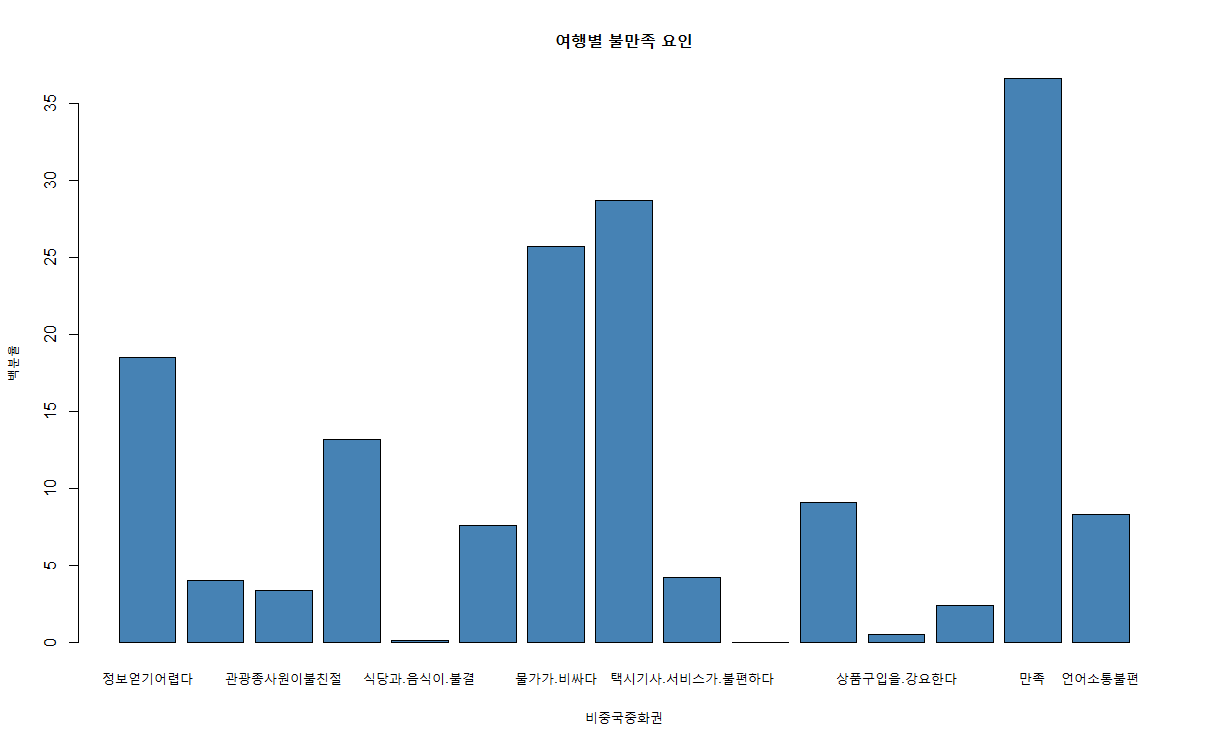 여행별 불만족 요인
백분율
35
30
25
20
15
10
5
0
정보얻기어렵다 관광종사원이불친절 식당과.음식이.불결 물가가.비싸다 택시기사.서비스가.불편하다 상품구입을.강요한다 만족 언어소통불편
비중국중화권